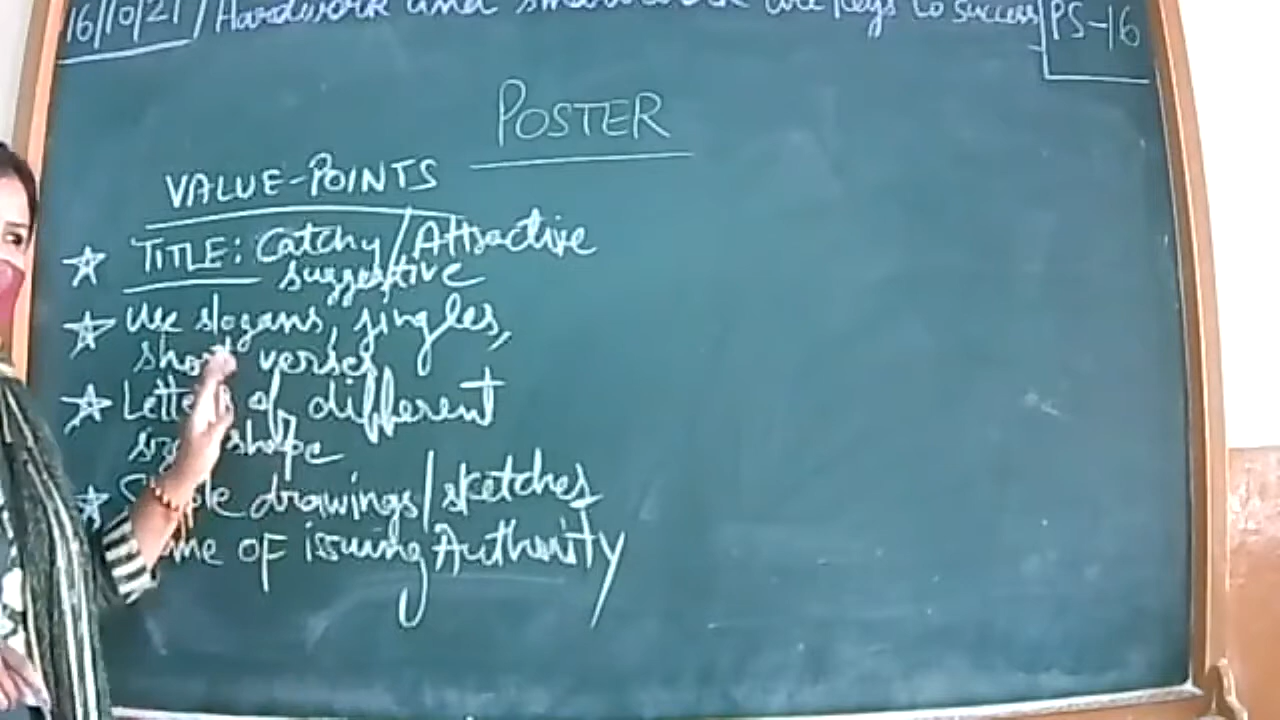 16/10/21 / Hardwork and smartwork are keys to success PS-16
POSTER
VALUE-POINTS
☆ TITLE: Catchy/Attractive
suggestive
☆ Use slogans, jingles,
short verses
☆ Letters of different
shape
☆ drawings/sketches
of issuing Authority